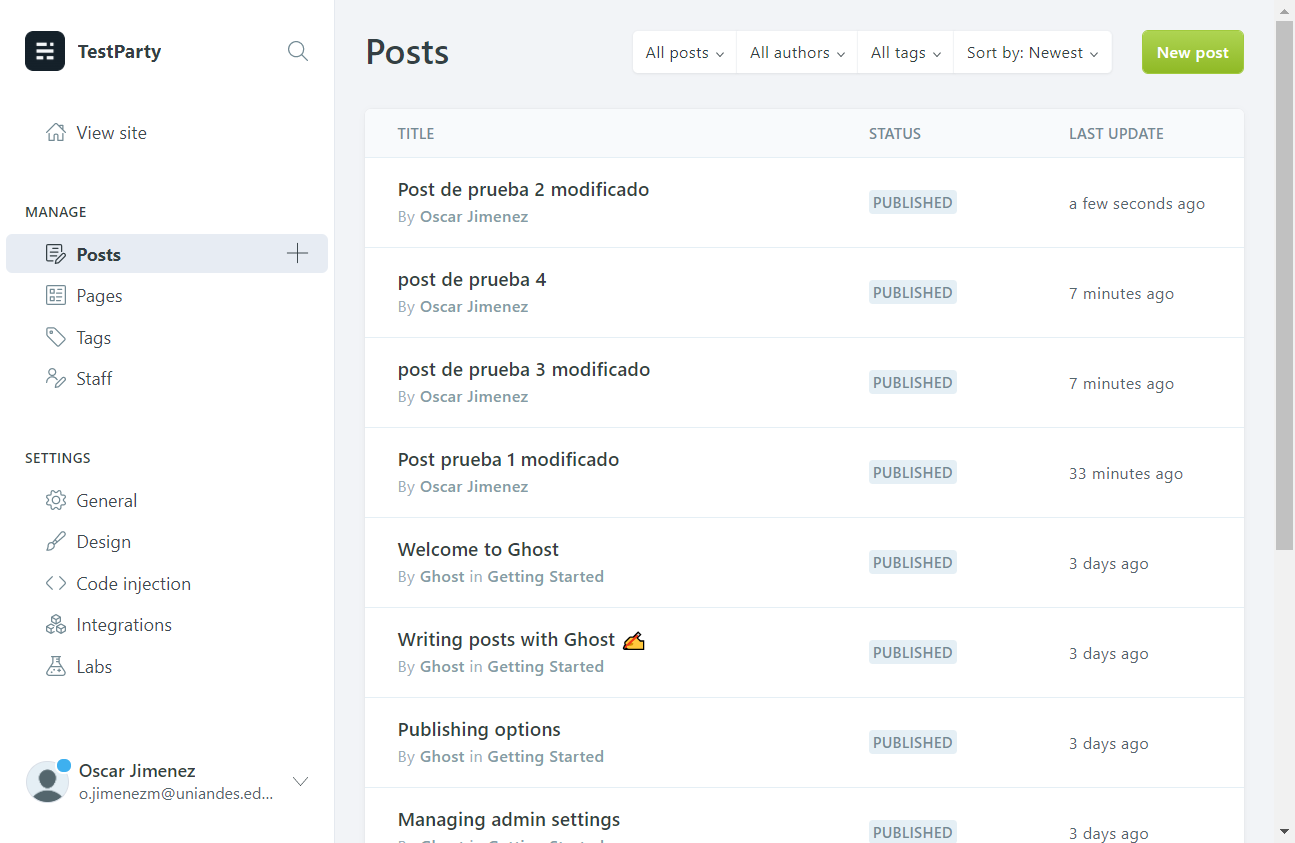 TestParty
View site
MANAGE
Posts
Pages
Tags
Staff
SETTINGS
General
Design
Code injection
Integrations
Labs
Oscar Jimenez
o.jimenezm@uniandes.ed...
Posts
All posts
All authors
All tags
Sort by: Newest
New post
TITLE STATUS LAST UPDATE
Post de prueba 2 modificado
By Oscar Jimenez
PUBLISHED
a few seconds ago
post de prueba 4
By Oscar Jimenez
PUBLISHED
7 minutes ago
post de prueba 3 modificado
By Oscar Jimenez
PUBLISHED
7 minutes ago
Post prueba 1 modificado
By Oscar Jimenez
PUBLISHED
33 minutes ago
Welcome to Ghost
By Ghost in Getting Started
PUBLISHED
3 days ago
Writing posts with Ghost ✍️
By Ghost in Getting Started
PUBLISHED
3 days ago
Publishing options
By Ghost in Getting Started
PUBLISHED
3 days ago
Managing admin settings
PUBLISHED
3 days ago